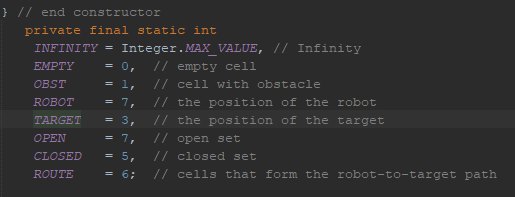 } // end constructor
private final static int
INFINITY = Integer.MAX_VALUE, // Infinity
EMPTY = 0, // empty cell
OBST = 1, // cell with obstacle
ROBOT = 7, // the position of the robot
TARGET = 3, // the position of the target
OPEN = 7, // open set
CLOSED = 5, // closed set
ROUTE = 6; // cells that form the robot-to-target path